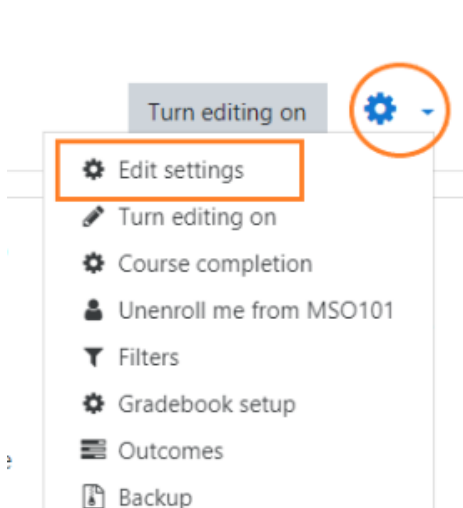 Turn editing on
Edit settings
Turn editing on
Course completion
Unenroll me from MSO101
Filters
Gradebook setup
Outcomes
e
Backup